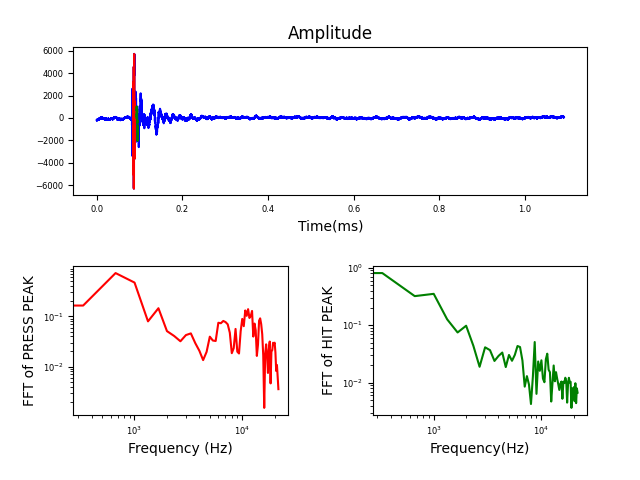 Amplitude
6000
4000
2000
0
−2000
−4000
−6000
0.0 0.2 0.4 0.6 0.8 1.0
Time(ms)
FFT of PRESS PEAK
10⁻¹
10⁻²
10³ 10⁴
Frequency (Hz)
FFT of HIT PEAK
10⁰
10⁻¹
10⁻²
10³ 10⁴
Frequency(Hz)